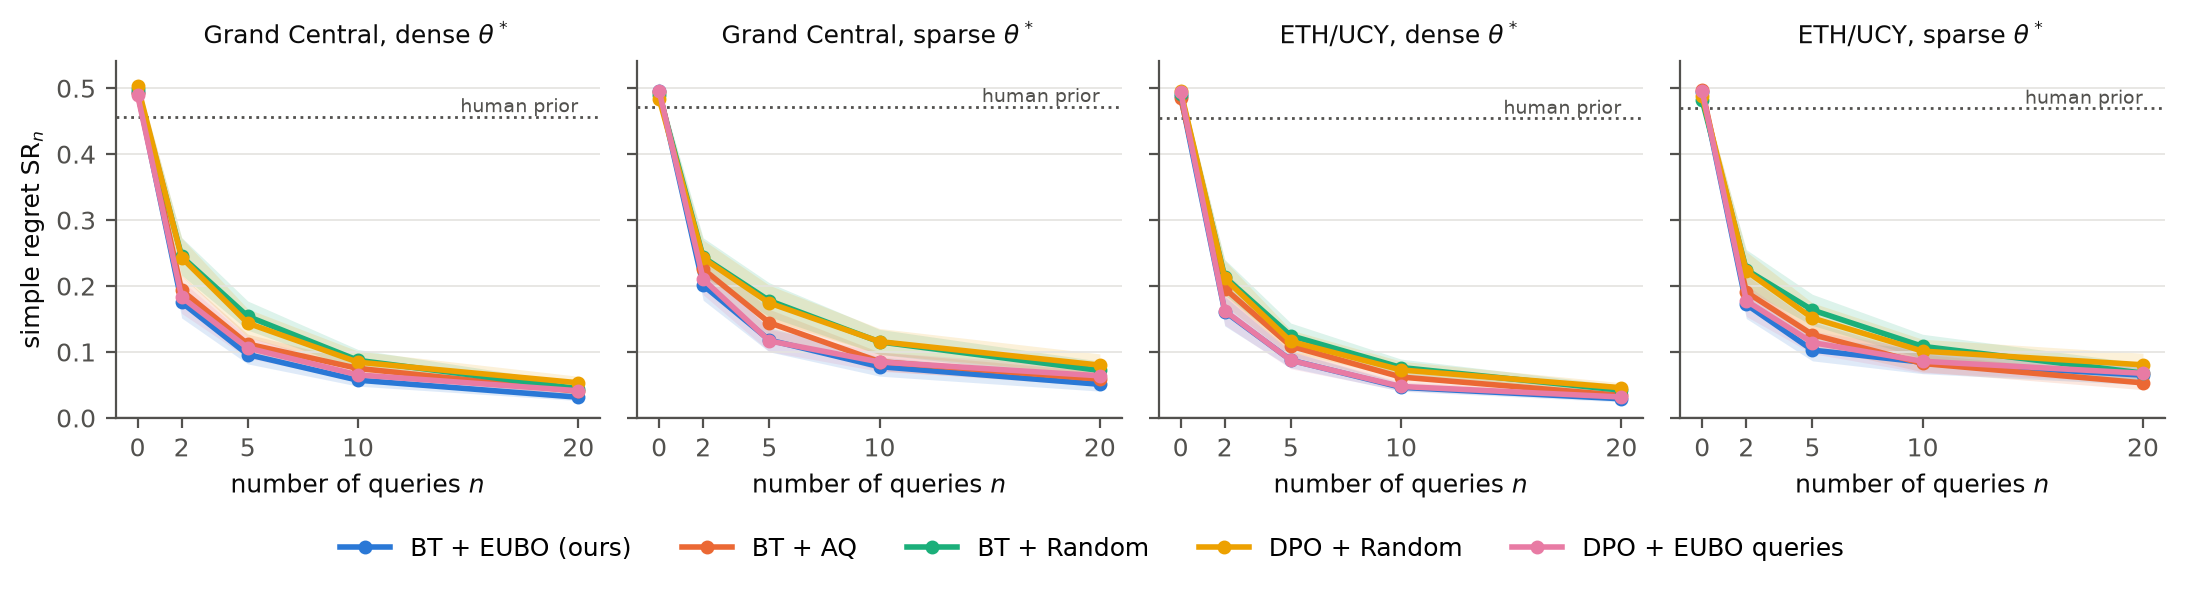 Grand Central, dense θ*
Grand Central, sparse θ*
ETH/UCY, dense θ*
ETH/UCY, sparse θ*
simple regret SRn
0.5
0.4
0.3
0.2
0.1
0.0
human prior
human prior
human prior
human prior
0 2 5 10 20
0 2 5 10 20
0 2 5 10 20
0 2 5 10 20
number of queries n
number of queries n
number of queries n
number of queries n
BT + EUBO (ours)
BT + AQ
BT + Random
DPO + Random
DPO + EUBO queries